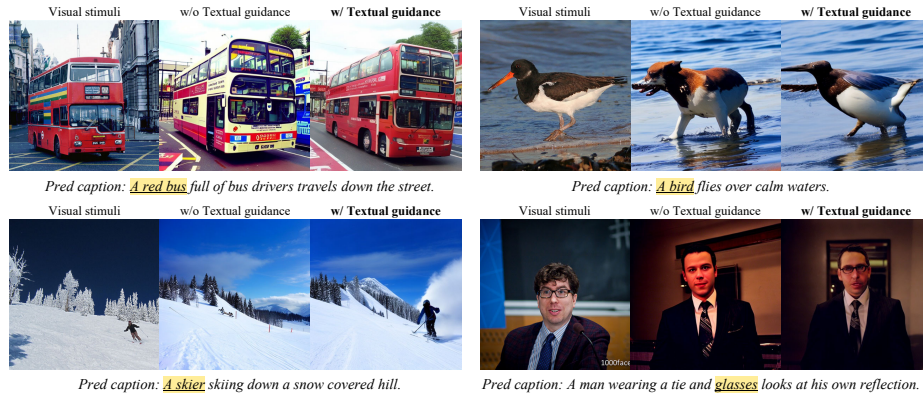 Visual stimuli w/o Textual guidance w/ Textual guidance
Pred caption: A red bus full of bus drivers travels down the street.
Visual stimuli w/o Textual guidance w/ Textual guidance
Pred caption: A bird flies over calm waters.
Visual stimuli w/o Textual guidance w/ Textual guidance
Pred caption: A skier skiing down a snow covered hill.
Visual stimuli w/o Textual guidance w/ Textual guidance
1000face
Pred caption: A man wearing a tie and glasses looks at his own reflection.